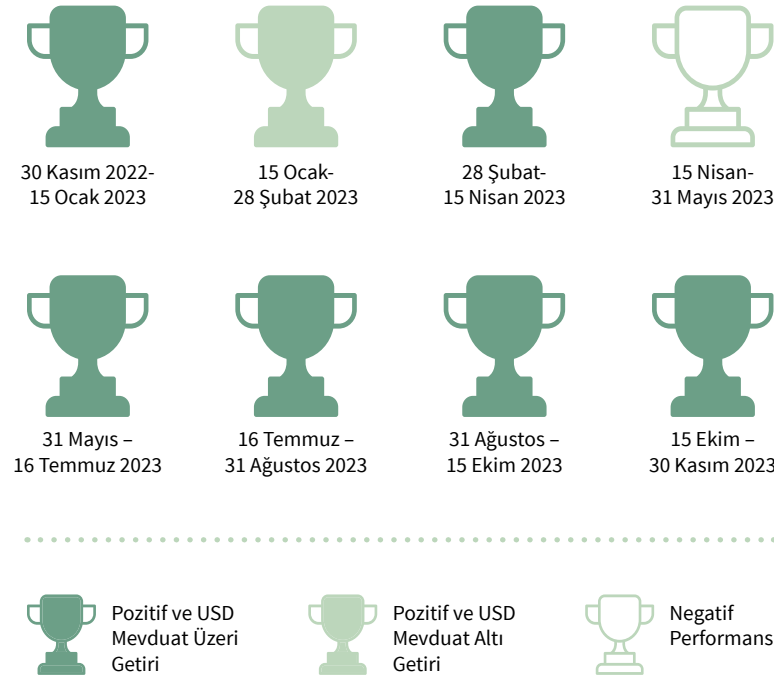 30 Kasım 2022-
15 Ocak 2023
15 Ocak-
28 Şubat 2023
28 Şubat-
15 Nisan 2023
15 Nisan-
31 Mayıs 2023
31 Mayıs –
16 Temmuz 2023
16 Temmuz –
31 Ağustos 2023
31 Ağustos –
15 Ekim 2023
15 Ekim –
30 Kasım 2023
Pozitif ve USD
Mevduat Üzeri
Getiri
Pozitif ve USD
Mevduat Altı
Getiri
Negatif
Performans